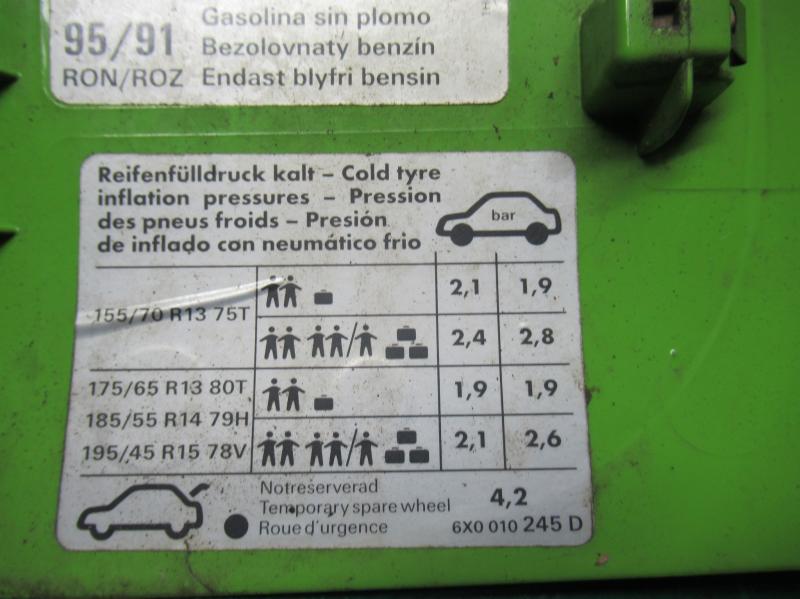 Gasolina sin plomo
95/91 Bezolovnaty benzín
RON/ROZ Endast blyfri bensin
Reifenfülldruck kalt – Cold tyre
inflation pressures – Pression
des pneus froids – Presión
de inflado con neumático frio
bar
155/70 R13 75T
2,1 1,9
2,4 2,8
175/65 R13 80T
1,9 1,9
185/55 R14 79H
195/45 R15 78V
2,1 2,6
Notreserverad
Temporary spare wheel 4,2
Roue d'urgence 6X0 010 245 D